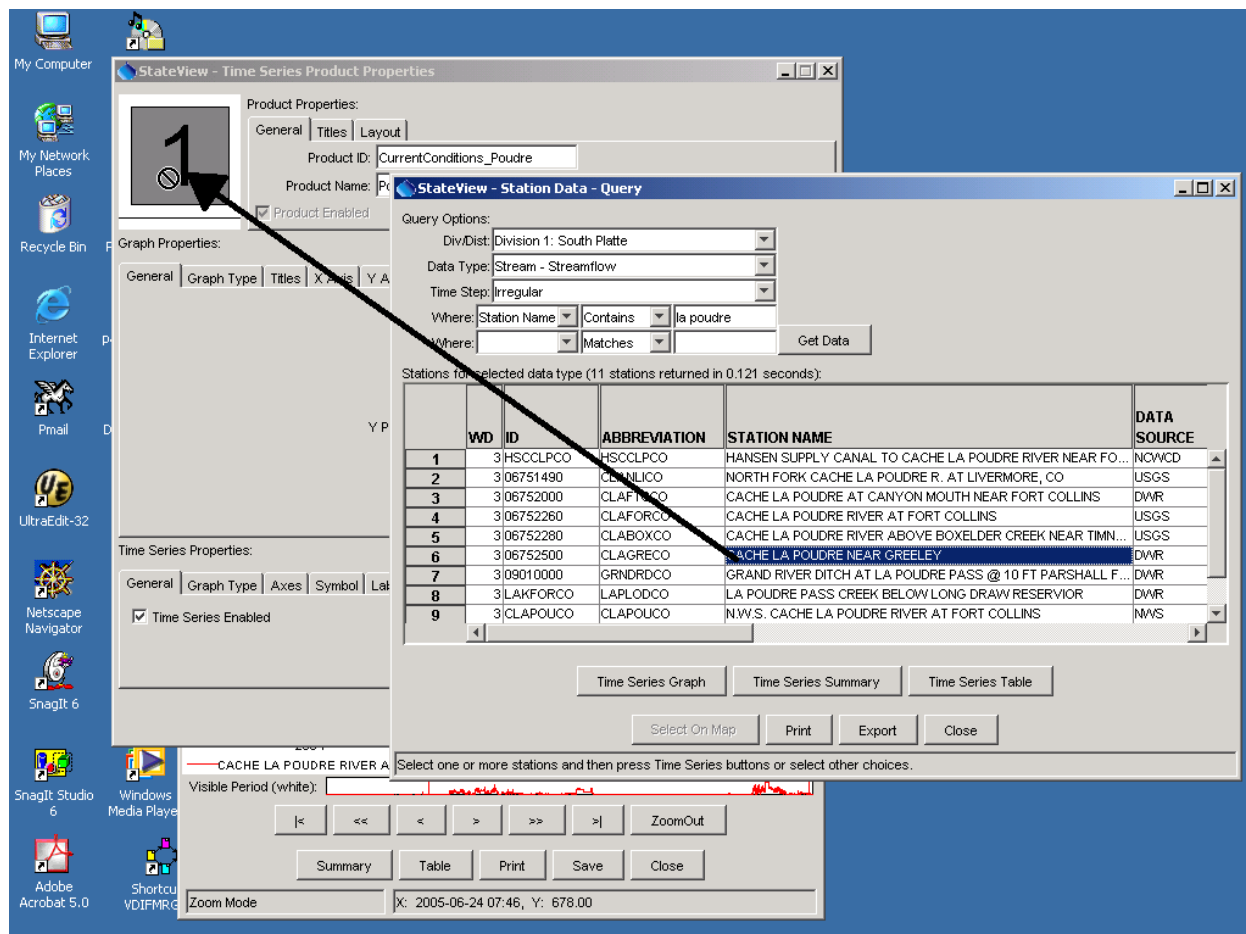 My Computer
My Network
Places
Recycle Bin
Internet
Explorer
Pmail
UltraEdit-32
Netscape
Navigator
SnagIt 6
SnagIt Studio
6
Windows
Media Playe
Adobe
Acrobat 5.0
Shortcu
VDIFMRG
StateView - Time Series Product Properties
1
Product Properties:
General Titles Layout
Product ID: CurrentConditions_Poudre
Product Name: Po
Product Enabled
Graph Properties:
General Graph Type Titles X Axis Y A
Y P
Time Series Properties:
General Graph Type Axes Symbol Lab
Time Series Enabled
StateView - Station Data - Query
Query Options:
Div/Dist: Division 1: South Platte
Data Type: Stream - Streamflow
Time Step: Irregular
Where: Station Name Contains la poudre
Where: Matches
Get Data
Stations for selected data type (11 stations returned in 0.121 seconds):
WD ID ABBREVIATION STATION NAME DATA SOURCE
1 3 HSCCLPCO HSCCLPCO HANSEN SUPPLY CANAL TO CACHE LA POUDRE RIVER NEAR FO... NCWCD
2 3 06751490 NORTH FORK CACHE LA POUDRE R. AT LIVERMORE, CO USGS
3 3 06752000 CLAFTCCO CACHE LA POUDRE AT CANYON MOUTH NEAR FORT COLLINS DWR
4 3 06752260 CLAFORCO CACHE LA POUDRE RIVER AT FORT COLLINS USGS
5 3 06752280 CLABOXCO CACHE LA POUDRE RIVER ABOVE BOXELDER CREEK NEAR TIMN... USGS
6 3 06752500 CLAGRECO CACHE LA POUDRE NEAR GREELEY DWR
7 3 09010000 GRNDRDCO GRAND RIVER DITCH AT LA POUDRE PASS @ 10 FT PARSHALL F... DWR
8 3 LAKFORCO LAPLODCO LA POUDRE PASS CREEK BELOW LONG DRAW RESERVIOR DWR
9 3 CLAPOUCO CLAPOUCO N.W.S. CACHE LA POUDRE RIVER AT FORT COLLINS NWS
Time Series Graph Time Series Summary Time Series Table
Select On Map Print Export Close
Select one or more stations and then press Time Series buttons or select other choices.
CACHE LA POUDRE RIVER A
Visible Period (white):
|< << < > >> >| ZoomOut
Summary Table Print Save Close
Zoom Mode X: 2005-06-24 07:46, Y: 678.00